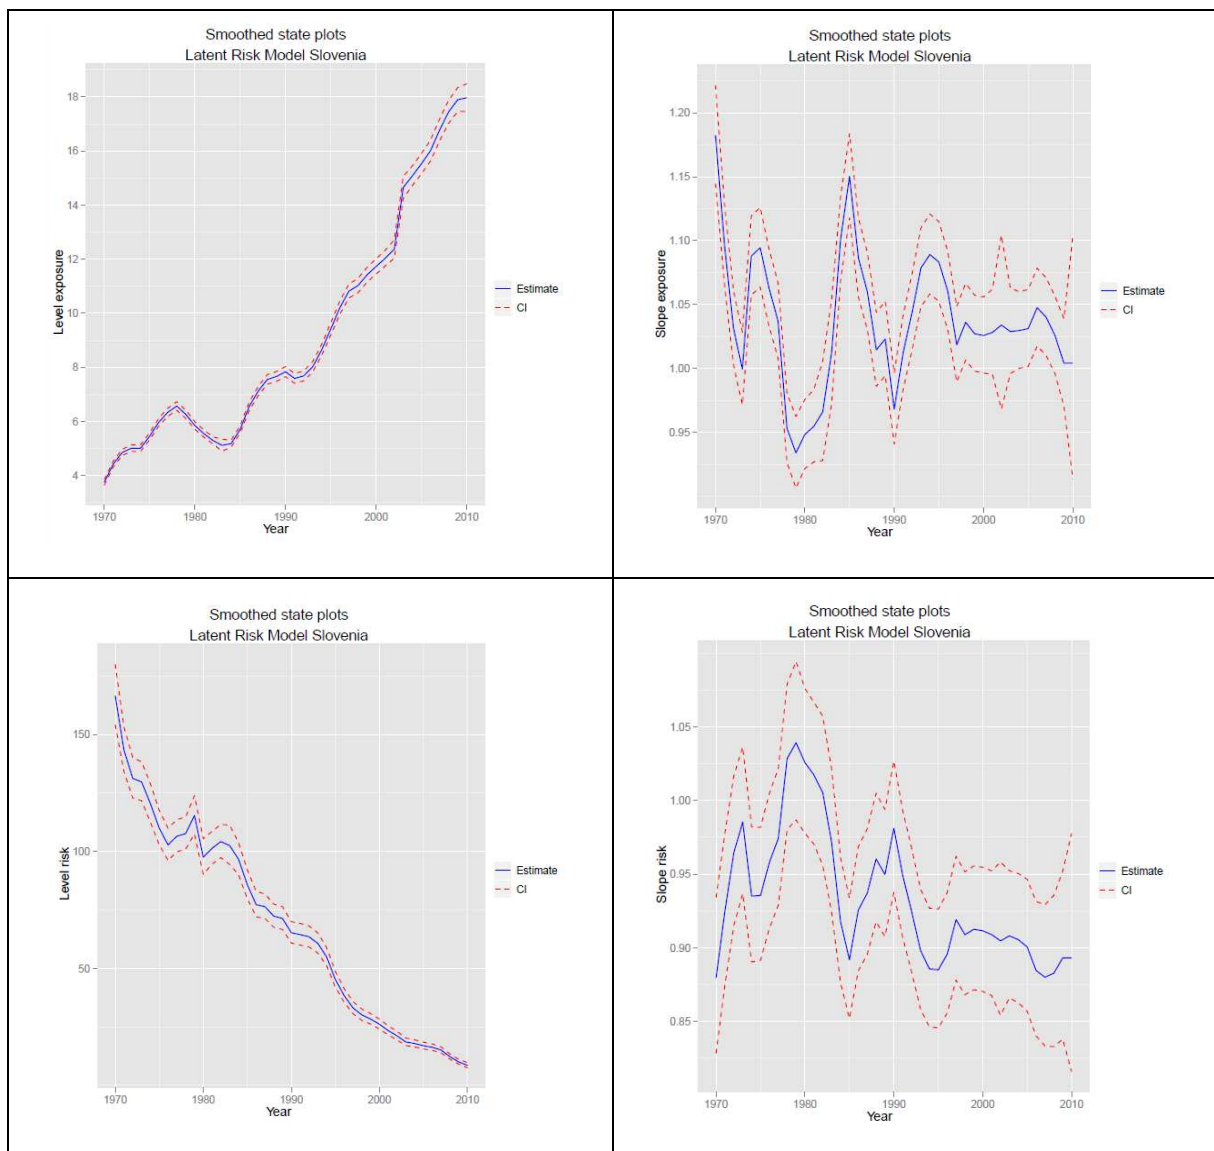 Smoothed state plots
Latent Risk Model Slovenia
18
16
14
12
10
8
6
4
Level exposure
1970
1980
1990
2000
2010
Year
Estimate
CI
Smoothed state plots
Latent Risk Model Slovenia
1.20
1.15
1.10
1.05
1.00
0.95
Slope exposure
1970
1980
1990
2000
2010
Year
Estimate
CI
Smoothed state plots
Latent Risk Model Slovenia
150
100
50
Level risk
1970
1980
1990
2000
2010
Year
Estimate
CI
Smoothed state plots
Latent Risk Model Slovenia
1.05
1.00
0.95
0.90
0.85
Slope risk
1970
1980
1990
2000
2010
Year
Estimate
CI